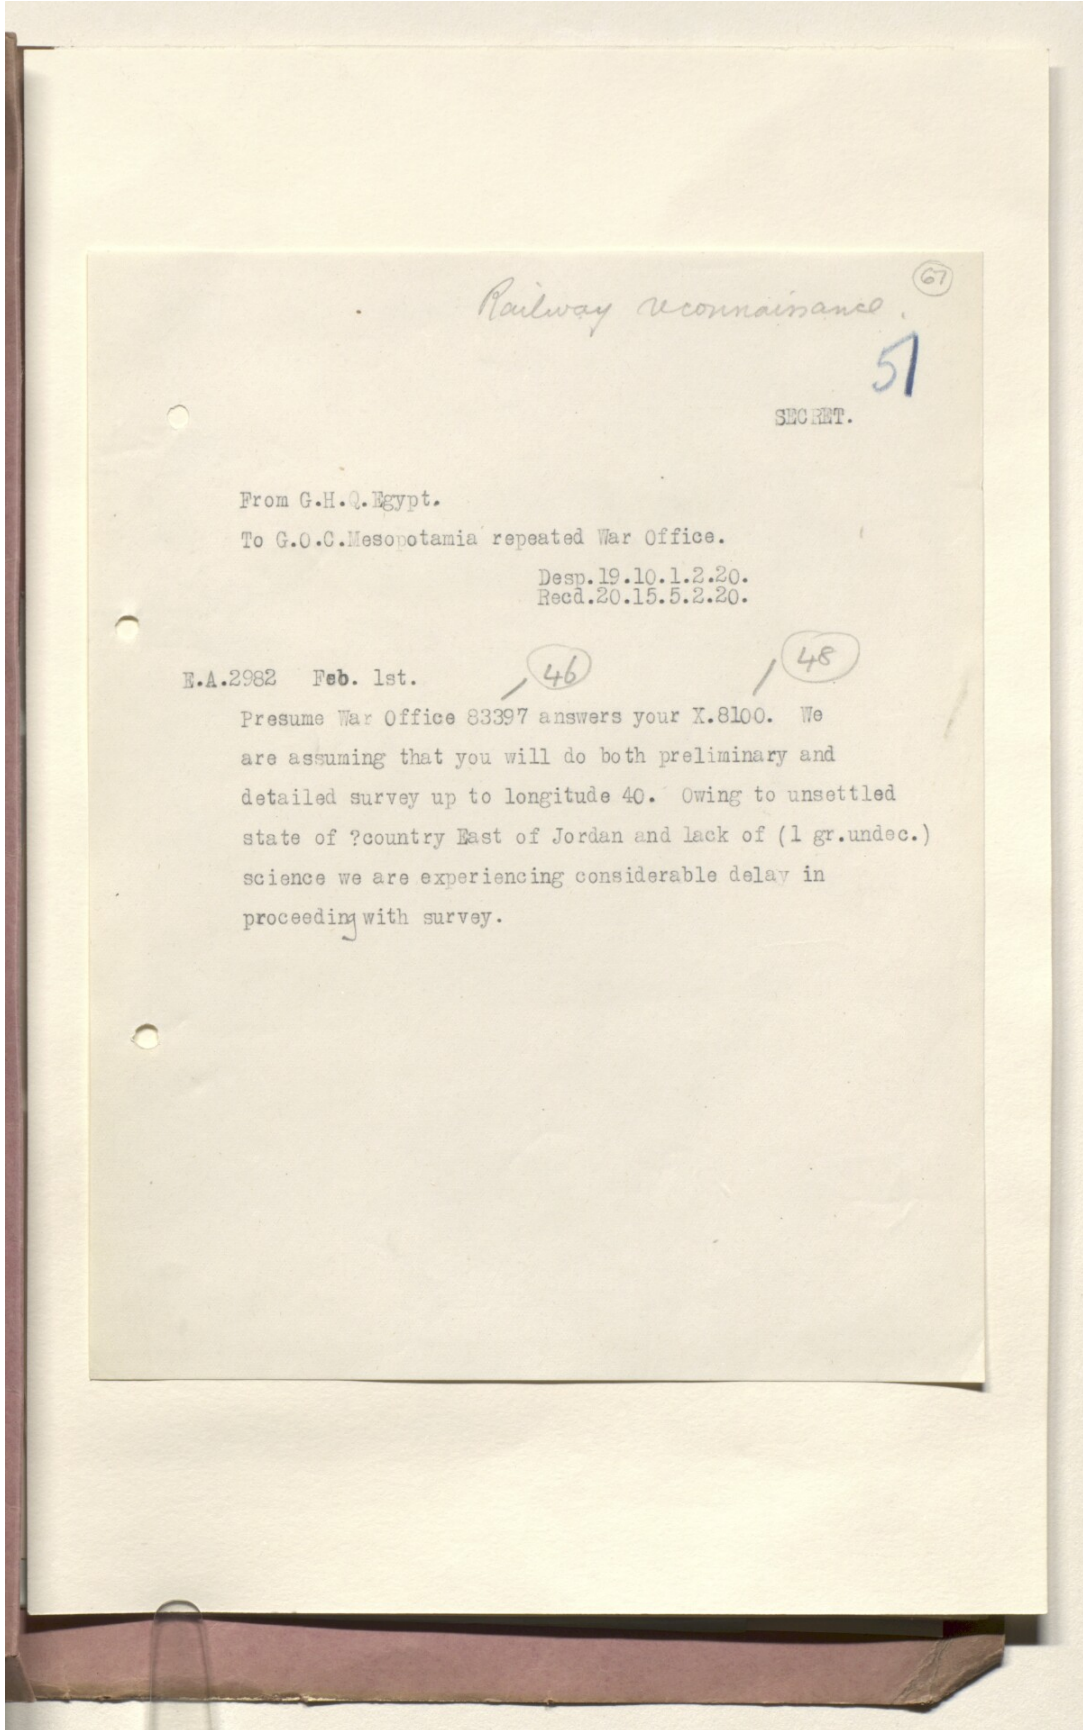 67
Railway reconnaissance.
51
SECRET.
From G.H.Q.Egypt.
To G.O.C.Mesopotamia repeated War Office.
Desp.19.10.1.2.20.
Recd.20.15.5.2.20.
46
48
E.A.2982 Feb. 1st.
Presume War Office 83397 answers your X.8100. We
are assuming that you will do both preliminary and
detailed survey up to longitude 40. Owing to unsettled
state of ?country East of Jordan and lack of (1 gr.undec.)
science we are experiencing considerable delay in
proceeding with survey.